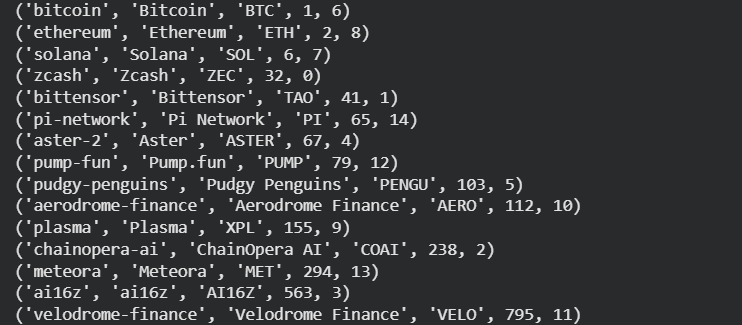 ('bitcoin', 'Bitcoin', 'BTC', 1, 6)
('ethereum', 'Ethereum', 'ETH', 2, 8)
('solana', 'Solana', 'SOL', 6, 7)
('zcash', 'Zcash', 'ZEC', 32, 0)
('bittensor', 'Bittensor', 'TAO', 41, 1)
('pi-network', 'Pi Network', 'PI', 65, 14)
('aster-2', 'Aster', 'ASTER', 67, 4)
('pump-fun', 'Pump.fun', 'PUMP', 79, 12)
('pudgy-penguins', 'Pudgy Penguins', 'PENGU', 103, 5)
('aerodrome-finance', 'Aerodrome Finance', 'AERO', 112, 10)
('plasma', 'Plasma', 'XPL', 155, 9)
('chainopera-ai', 'ChainOpera AI', 'COAI', 238, 2)
('meteora', 'Meteora', 'MET', 294, 13)
('ai16z', 'ai16z', 'AI16Z', 563, 3)
('velodrome-finance', 'Velodrome Finance', 'VELO', 795, 11)